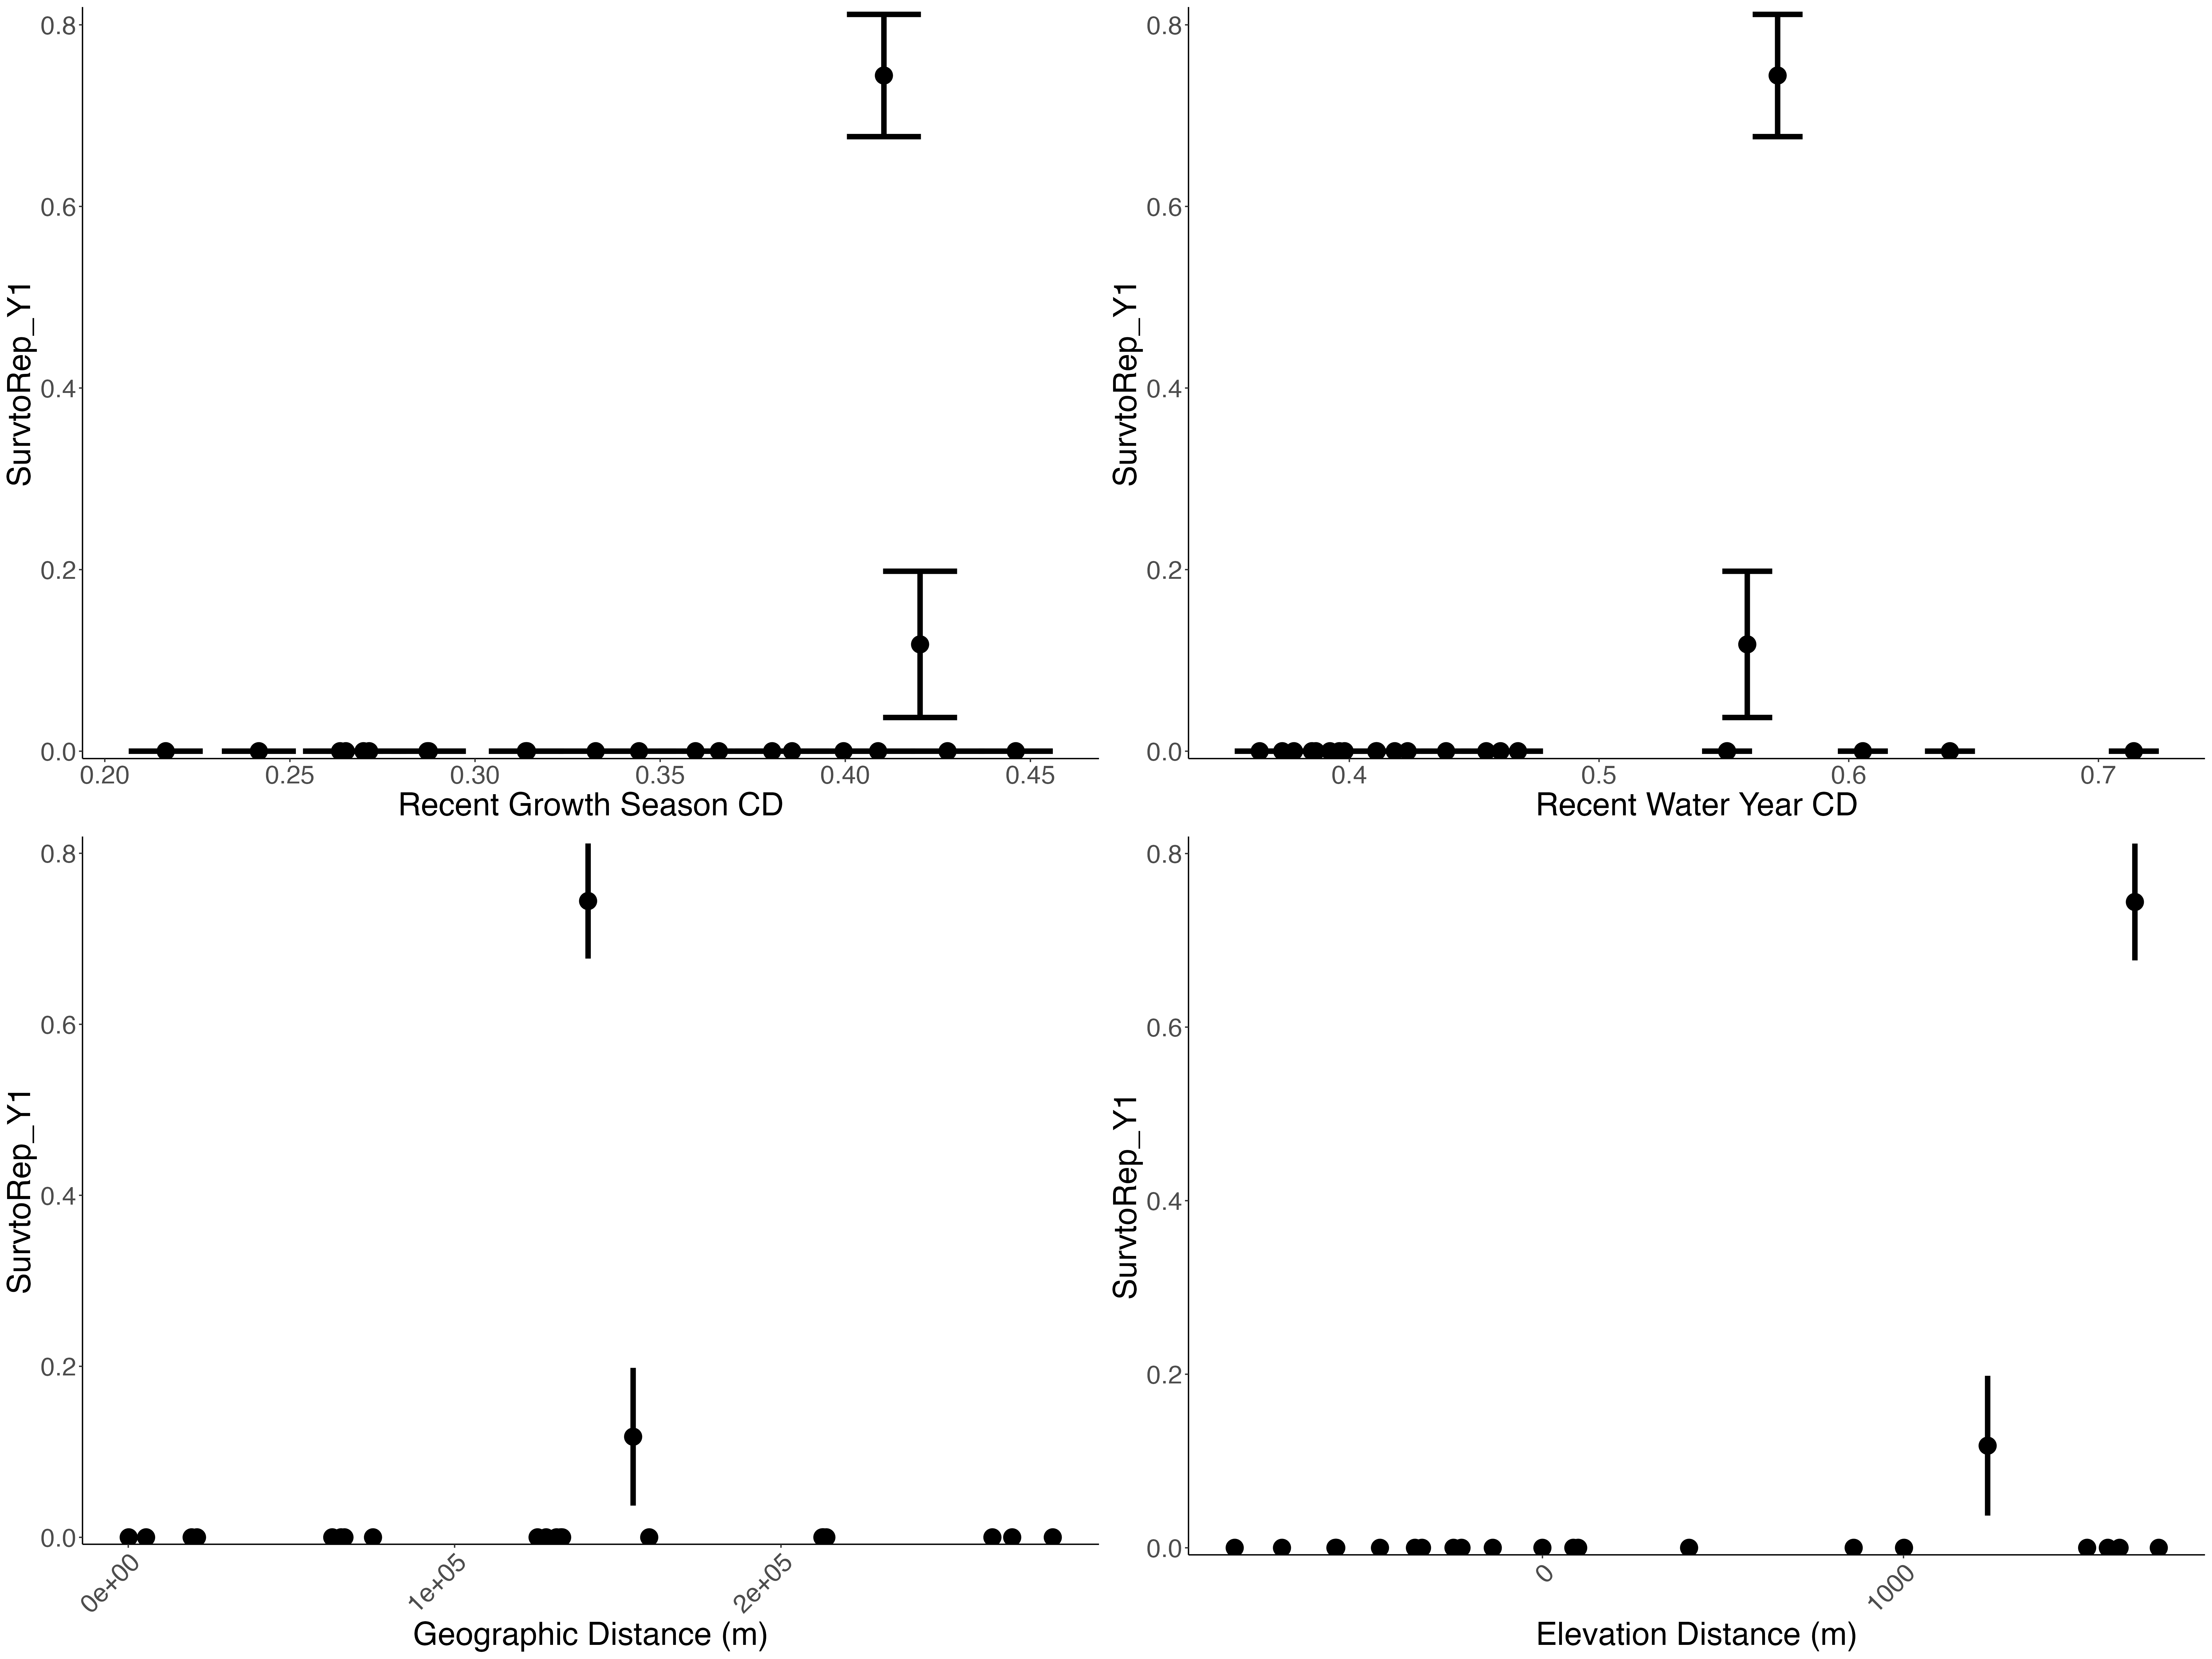 0.8
0.6
0.4
0.2
0.0
SurvtoRep_Y1
0.20 0.25 0.30 0.35 0.40 0.45
Recent Growth Season CD
0.8
0.6
0.4
0.2
0.0
SurvtoRep_Y1
0.4 0.5 0.6 0.7
Recent Water Year CD
0.8
0.6
0.4
0.2
0.0
SurvtoRep_Y1
0e+00 1e+05 2e+05
Geographic Distance (m)
0.8
0.6
0.4
0.2
0.0
SurvtoRep_Y1
0 1000
Elevation Distance (m)